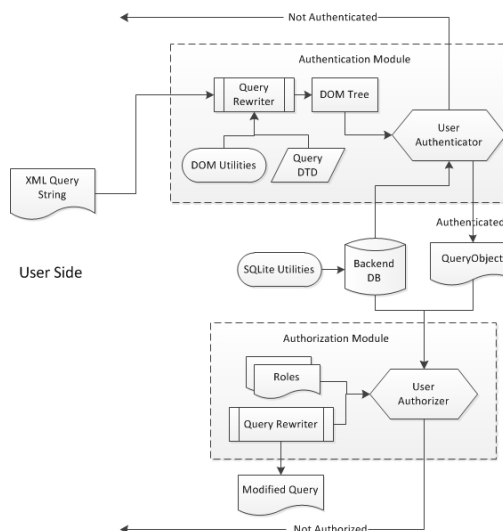 Not Authenticated
Authentication Module
Query
Rewriter
DOM Tree
User
Authenticator
DOM Utilities
Query
DTD
XML Query
String
Authenticated
User Side
SQLite Utilities
Backend
DB
QueryObject
Authorization Module
Roles
User
Authorizer
Query Rewriter
Modified Query
Not Authorized